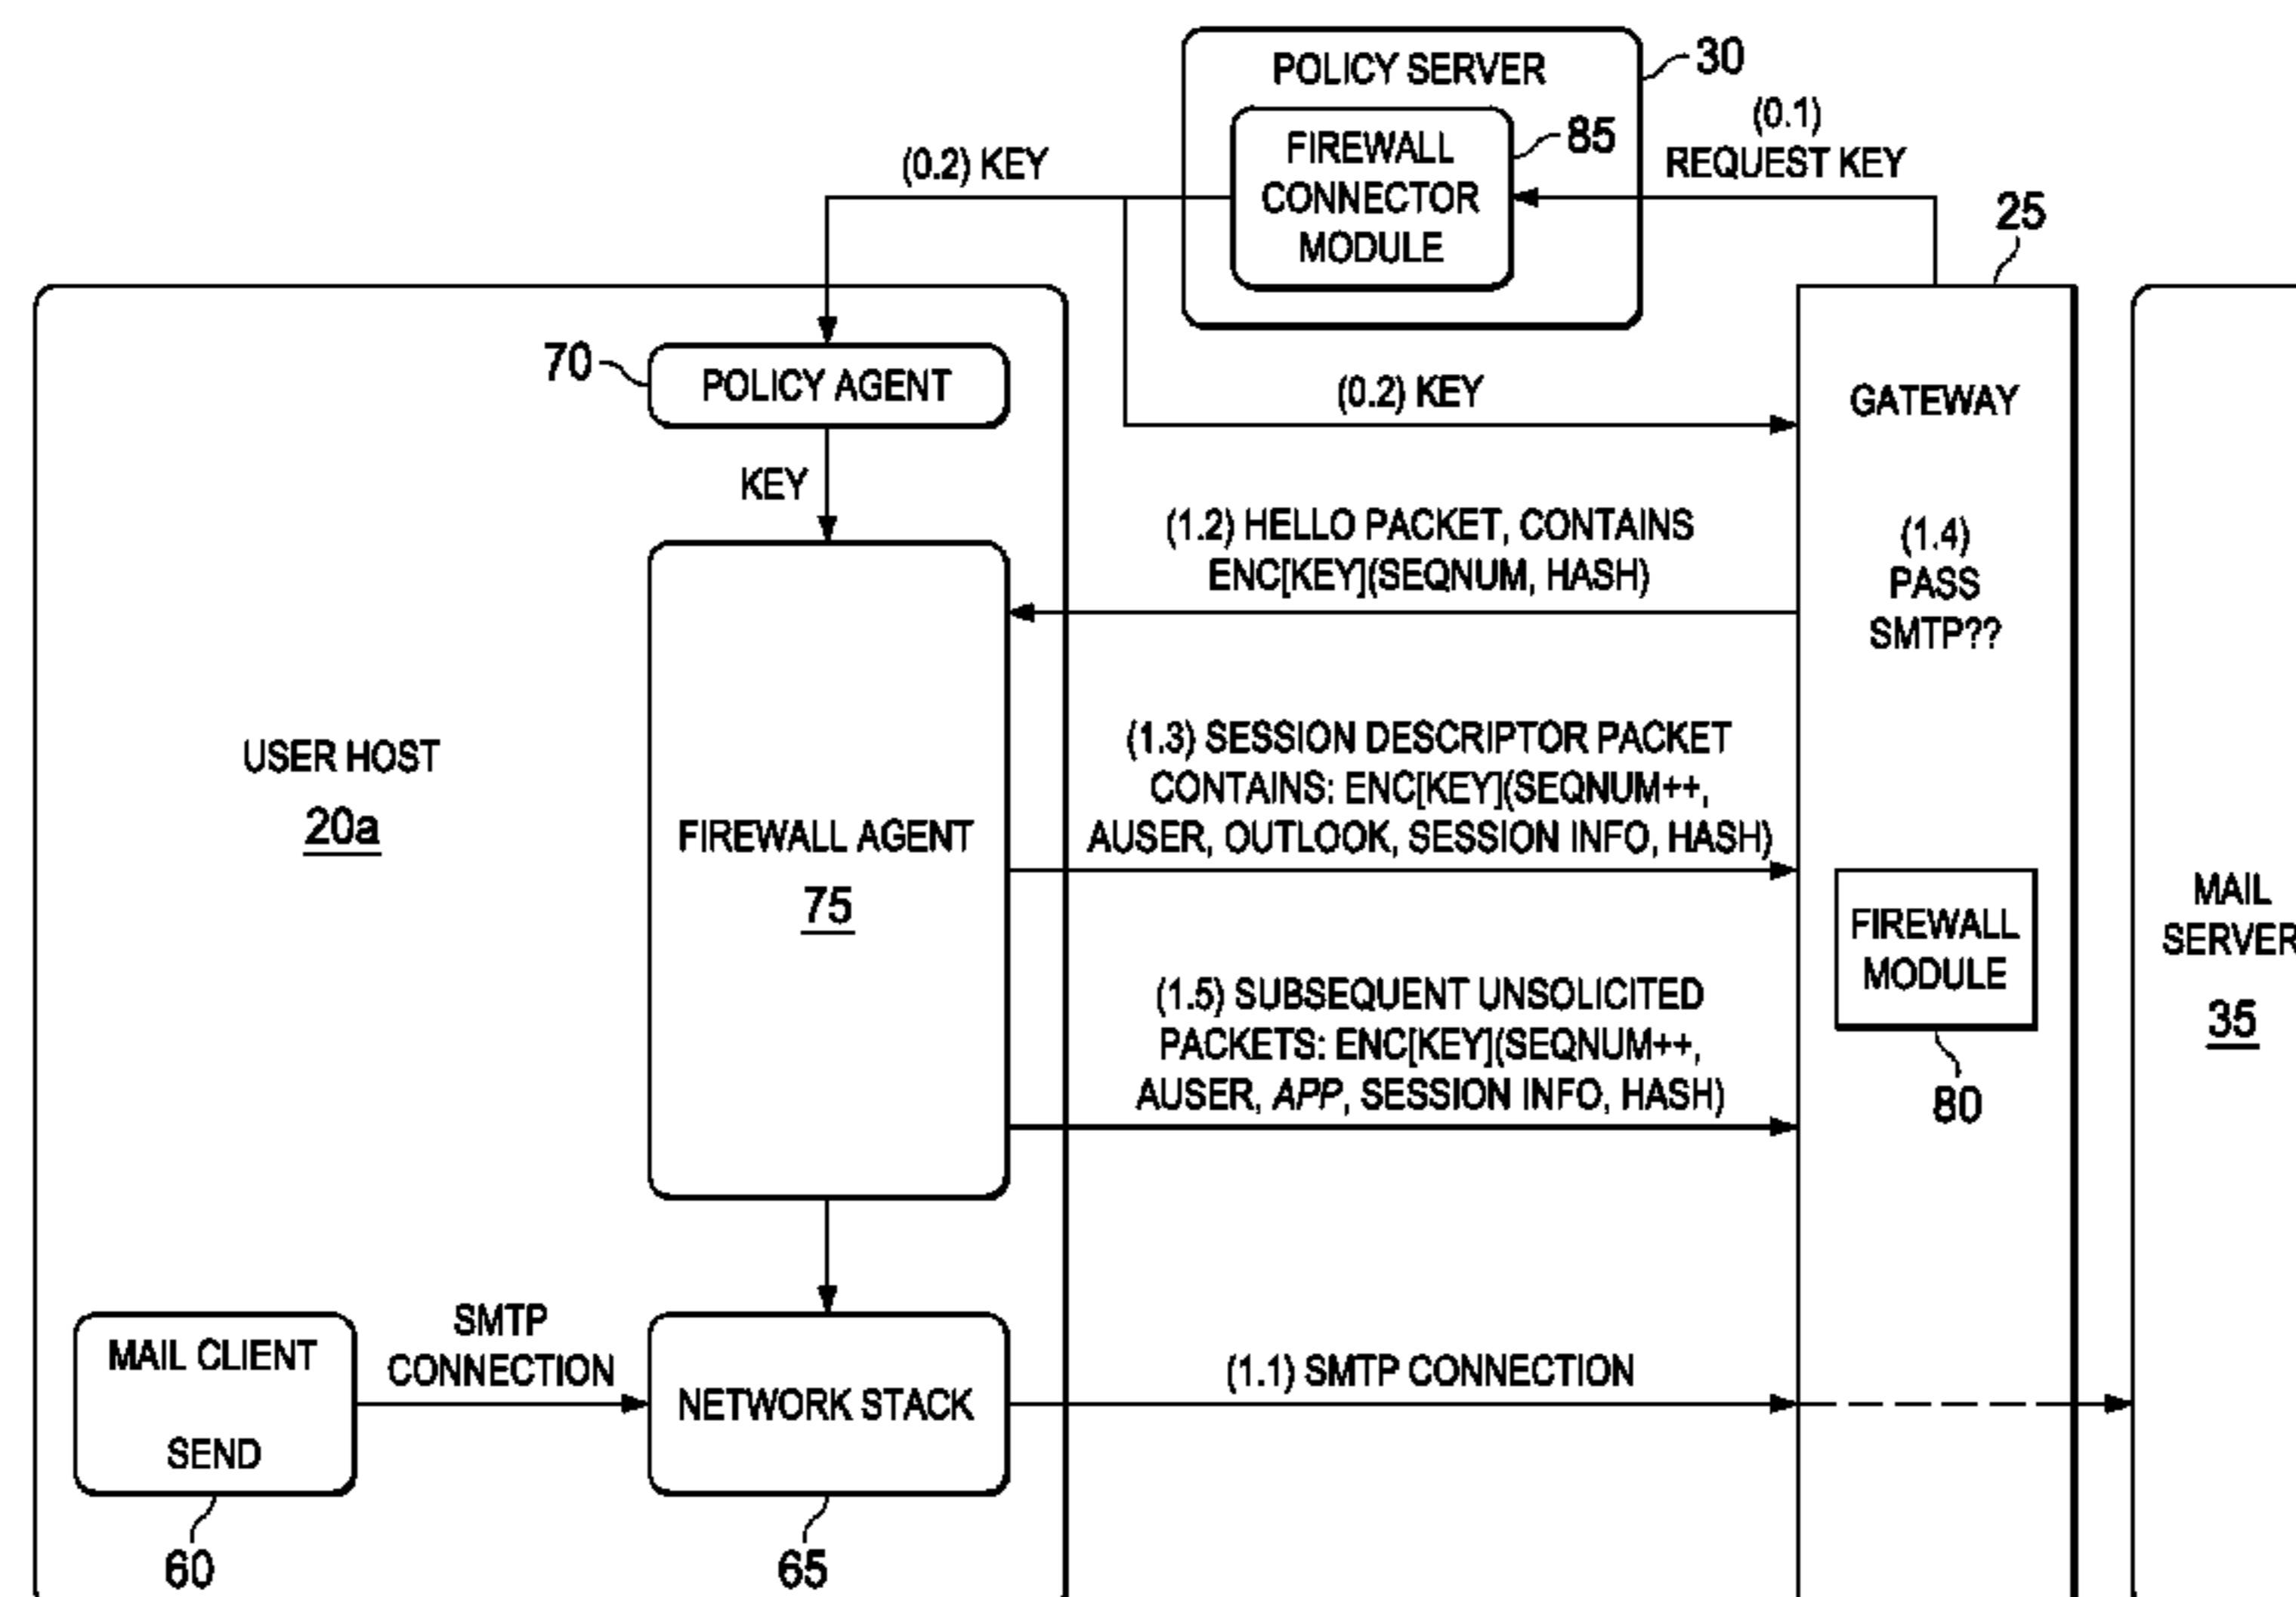 POLICY SERVER
30
FIREWALL
CONNECTOR
MODULE
85
(0.1)
REQUEST KEY
(0.2) KEY
25
70
POLICY AGENT
(0.2) KEY
GATEWAY
KEY
(1.2) HELLO PACKET, CONTAINS
ENC[KEY](SEQNUM, HASH)
(1.4)
PASS
SMTP??
USER HOST
20a
FIREWALL AGENT
75
(1.3) SESSION DESCRIPTOR PACKET
CONTAINS: ENC[KEY](SEQNUM++,
AUSER, OUTLOOK, SESSION INFO, HASH)
FIREWALL
MODULE
80
MAIL
SERVER
35
(1.5) SUBSEQUENT UNSOLICITED
PACKETS: ENC[KEY](SEQNUM++,
AUSER, APP, SESSION INFO, HASH)
MAIL CLIENT
SEND
60
SMTP
CONNECTION
NETWORK STACK
65
(1.1) SMTP CONNECTION